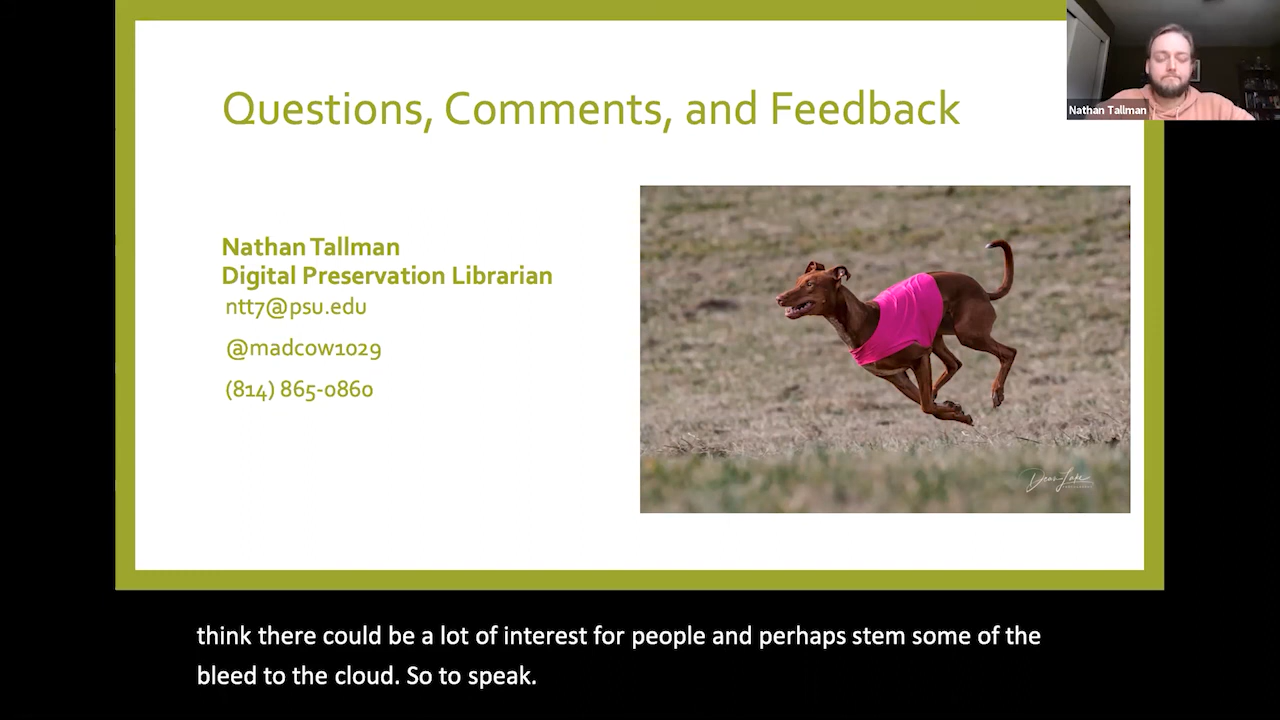 Questions, Comments, and Feedback
Nathan Tallman
Nathan Tallman
Digital Preservation Librarian
ntt7@psu.edu
@madcow1029
(814) 865-0860
think there could be a lot of interest for people and perhaps stem some of the
bleed to the cloud. So to speak.